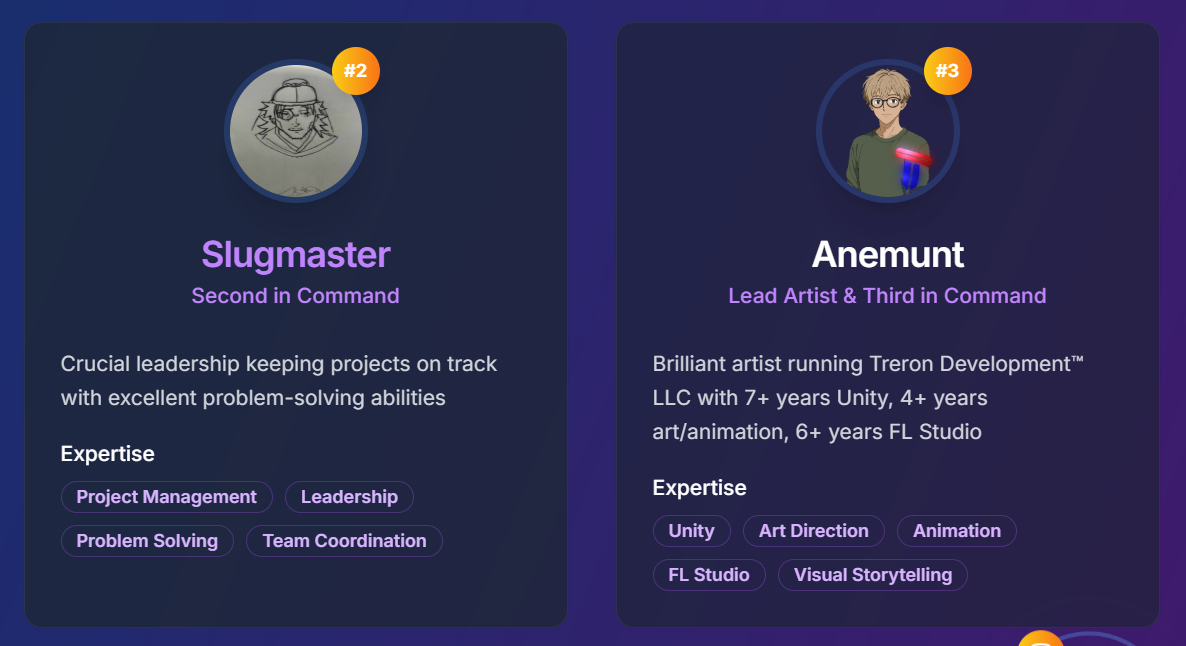 #2
Slugmaster
Second in Command
Crucial leadership keeping projects on track
with excellent problem-solving abilities
Expertise
Project Management
Leadership
Problem Solving
Team Coordination
#3
Anemunt
Lead Artist & Third in Command
Brilliant artist running Treron Development™
LLC with 7+ years Unity, 4+ years
art/animation, 6+ years FL Studio
Expertise
Unity
Art Direction
Animation
FL Studio
Visual Storytelling